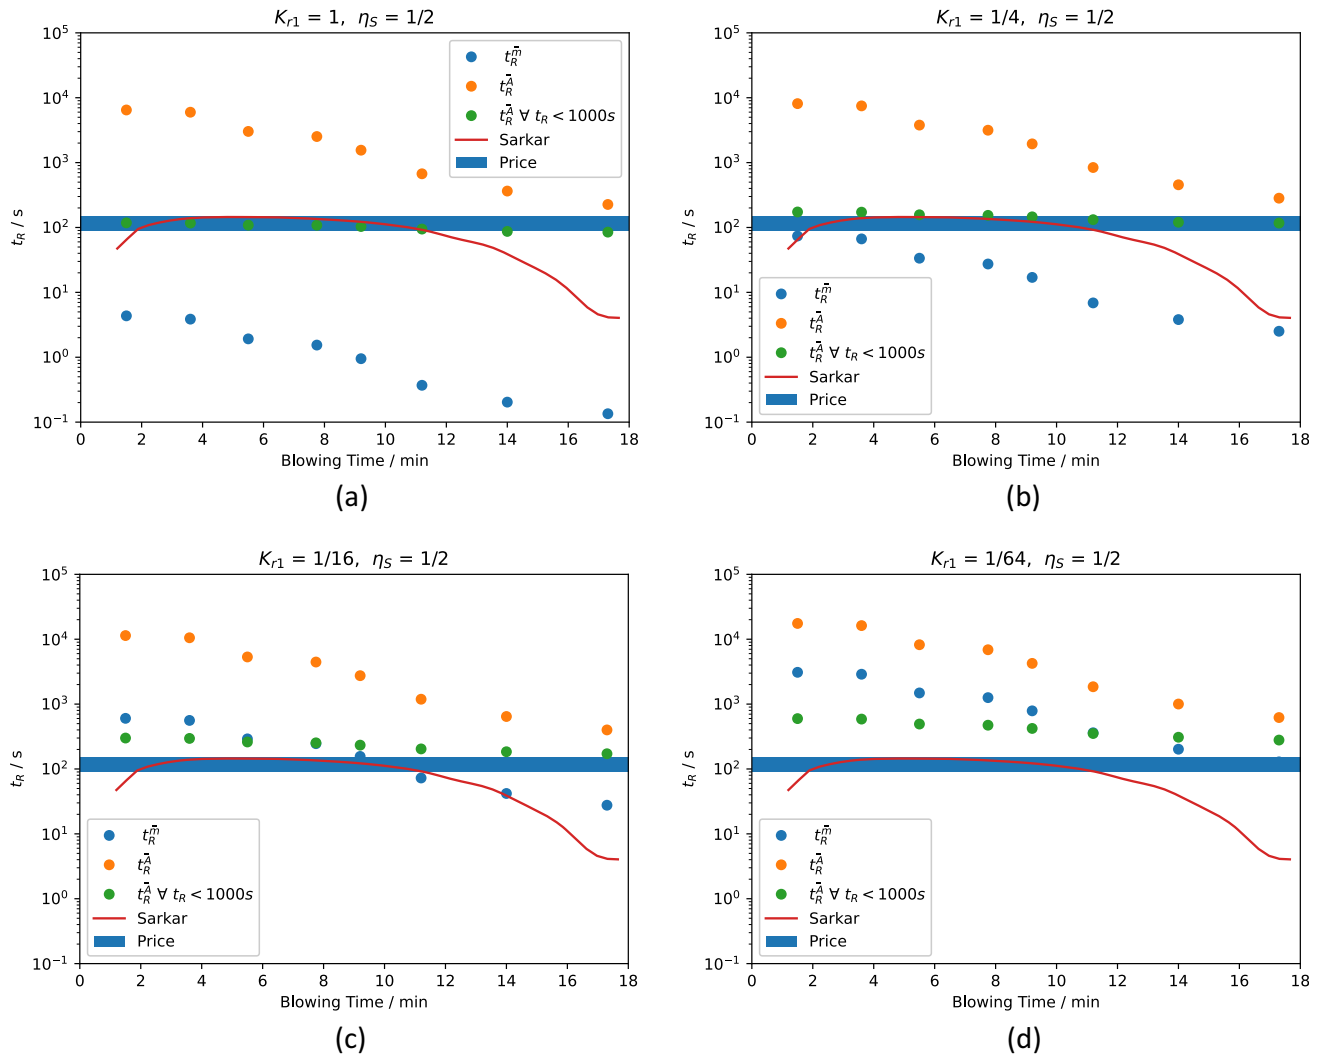 K_{r1} = 1, η_S = 1/2
10^5
10^4
10^3
10^2
10^1
10^0
10^{-1}
t_R / s
t_R^{m̄}
t_R^{Ā}
t_R^{Ā} ∀ t_R < 1000s
Sarkar
Price
0 2 4 6 8 10 12 14 16 18
Blowing Time / min
(a)
K_{r1} = 1/4, η_S = 1/2
10^5
10^4
10^3
10^2
10^1
10^0
10^{-1}
t_R / s
t_R^{m̄}
t_R^{Ā}
t_R^{Ā} ∀ t_R < 1000s
Sarkar
Price
0 2 4 6 8 10 12 14 16 18
Blowing Time / min
(b)
K_{r1} = 1/16, η_S = 1/2
10^5
10^4
10^3
10^2
10^1
10^0
10^{-1}
t_R / s
t_R^{m̄}
t_R^{Ā}
t_R^{Ā} ∀ t_R < 1000s
Sarkar
Price
0 2 4 6 8 10 12 14 16 18
Blowing Time / min
(c)
K_{r1} = 1/64, η_S = 1/2
10^5
10^4
10^3
10^2
10^1
10^0
10^{-1}
t_R / s
t_R^{m̄}
t_R^{Ā}
t_R^{Ā} ∀ t_R < 1000s
Sarkar
Price
0 2 4 6 8 10 12 14 16 18
Blowing Time / min
(d)